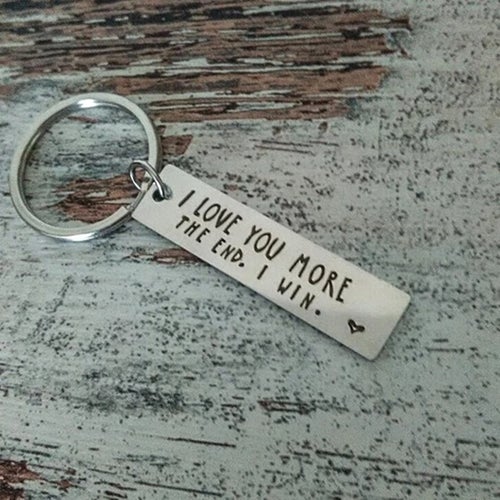 I LOVE YOU MORE
THE END. I WIN.